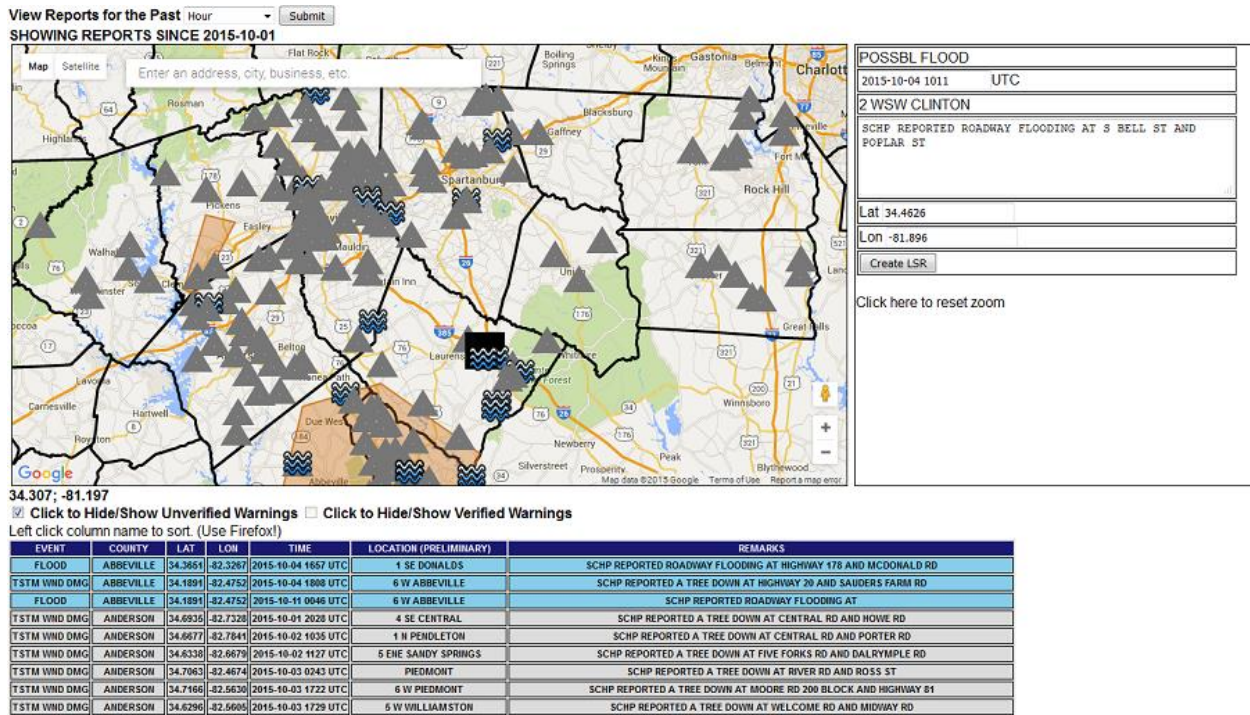 View Reports for the Past Hour Submit
SHOWING REPORTS SINCE 2015-10-01
Map Satellite
Enter an address, city, business, etc.
Flat Rock
Boiling Springs
Kings Mountain
Gastonia
Belmont
Charlott
Rosman
Blacksburg
Gaffney
Fort Mill
Pickens
Spartanburg
Rock Hill
Easley
Mauldin
Belton
Laurens
Great Falls
Lavonia
Carnesville
Hartwell
Royston
Due West
Winnsboro
Newberry
Peak
Silverstreet
Prosperity
Blythewood
Abbeville
Google
Map data ©2015 Google Terms of Use Report a map error
POSSBL FLOOD
2015-10-04 1011 UTC
2 WSW CLINTON
SCHP REPORTED ROADWAY FLOODING AT S BELL ST AND
POPLAR ST
Lat 34.4626
Lon -81.896
Create LSR
Click here to reset zoom
34.307; -81.197
Click to Hide/Show Unverified Warnings Click to Hide/Show Verified Warnings
Left click column name to sort. (Use Firefox!)
EVENT COUNTY LAT LON TIME LOCATION (PRELIMINARY) REMARKS
FLOOD ABBEVILLE 34.3651 -82.3267 2015-10-04 1657 UTC 1 SE DONALDS SCHP REPORTED ROADWAY FLOODING AT HIGHWAY 178 AND MCDONALD RD
TSTM WND DMG ABBEVILLE 34.1891 -82.4752 2015-10-04 1808 UTC 6 W ABBEVILLE SCHP REPORTED A TREE DOWN AT HIGHWAY 20 AND SAUDERS FARM RD
FLOOD ABBEVILLE 34.1891 -82.4752 2015-10-11 0046 UTC 6 W ABBEVILLE SCHP REPORTED ROADWAY FLOODING AT
TSTM WND DMG ANDERSON 34.6935 -82.7328 2015-10-01 2028 UTC 4 SE CENTRAL SCHP REPORTED A TREE DOWN AT CENTRAL RD AND HOWE RD
TSTM WND DMG ANDERSON 34.6677 -82.7841 2015-10-02 1035 UTC 1 N PENDLETON SCHP REPORTED A TREE DOWN AT CENTRAL RD AND PORTER RD
TSTM WND DMG ANDERSON 34.6338 -82.6679 2015-10-02 1127 UTC 5 ENE SANDY SPRINGS SCHP REPORTED A TREE DOWN AT FIVE FORKS RD AND DALRYMPLE RD
TSTM WND DMG ANDERSON 34.7063 -82.4674 2015-10-03 0243 UTC PIEDMONT SCHP REPORTED A TREE DOWN AT RIVER RD AND ROSS ST
TSTM WND DMG ANDERSON 34.7166 -82.5630 2015-10-03 1722 UTC 6 W PIEDMONT SCHP REPORTED A TREE DOWN AT MOORE RD 200 BLOCK AND HIGHWAY 81
TSTM WND DMG ANDERSON 34.6296 -82.5605 2015-10-03 1729 UTC 5 W WILLIAMSTON SCHP REPORTED A TREE DOWN AT WELCOME RD AND MIDWAY RD